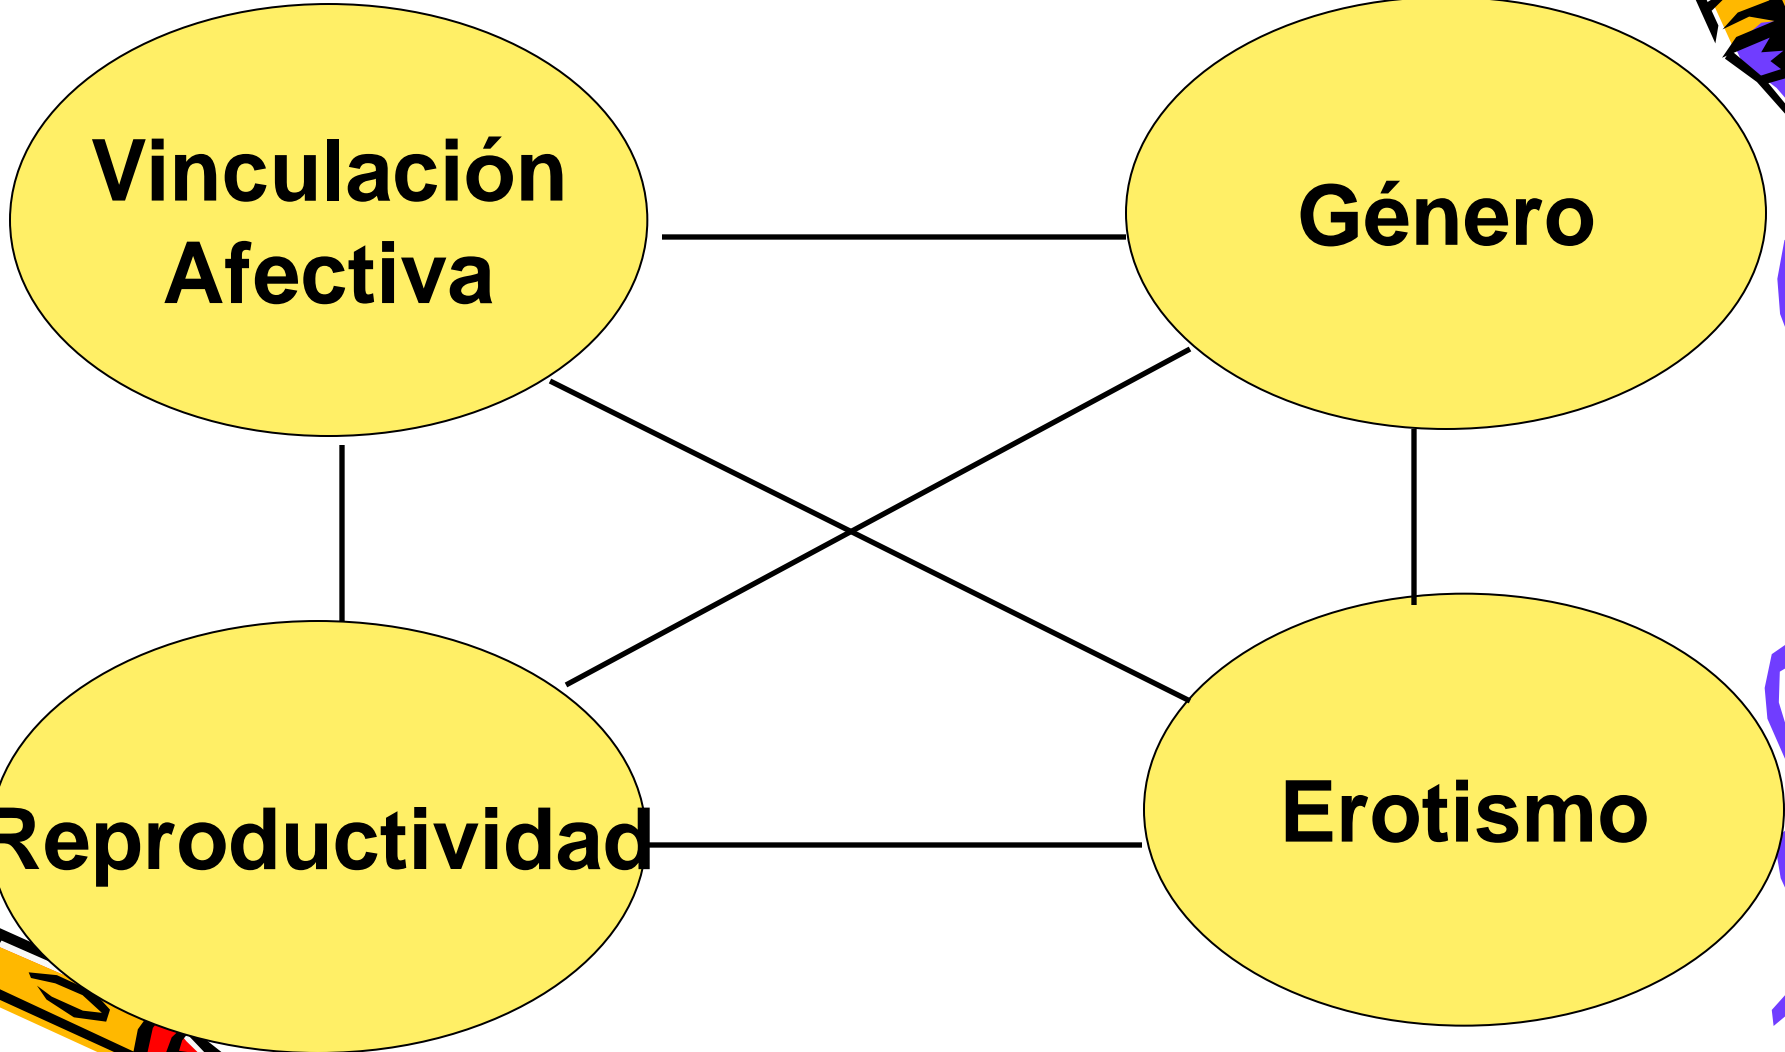 Vinculación
Afectiva
Género
Reproductividad
Erotismo